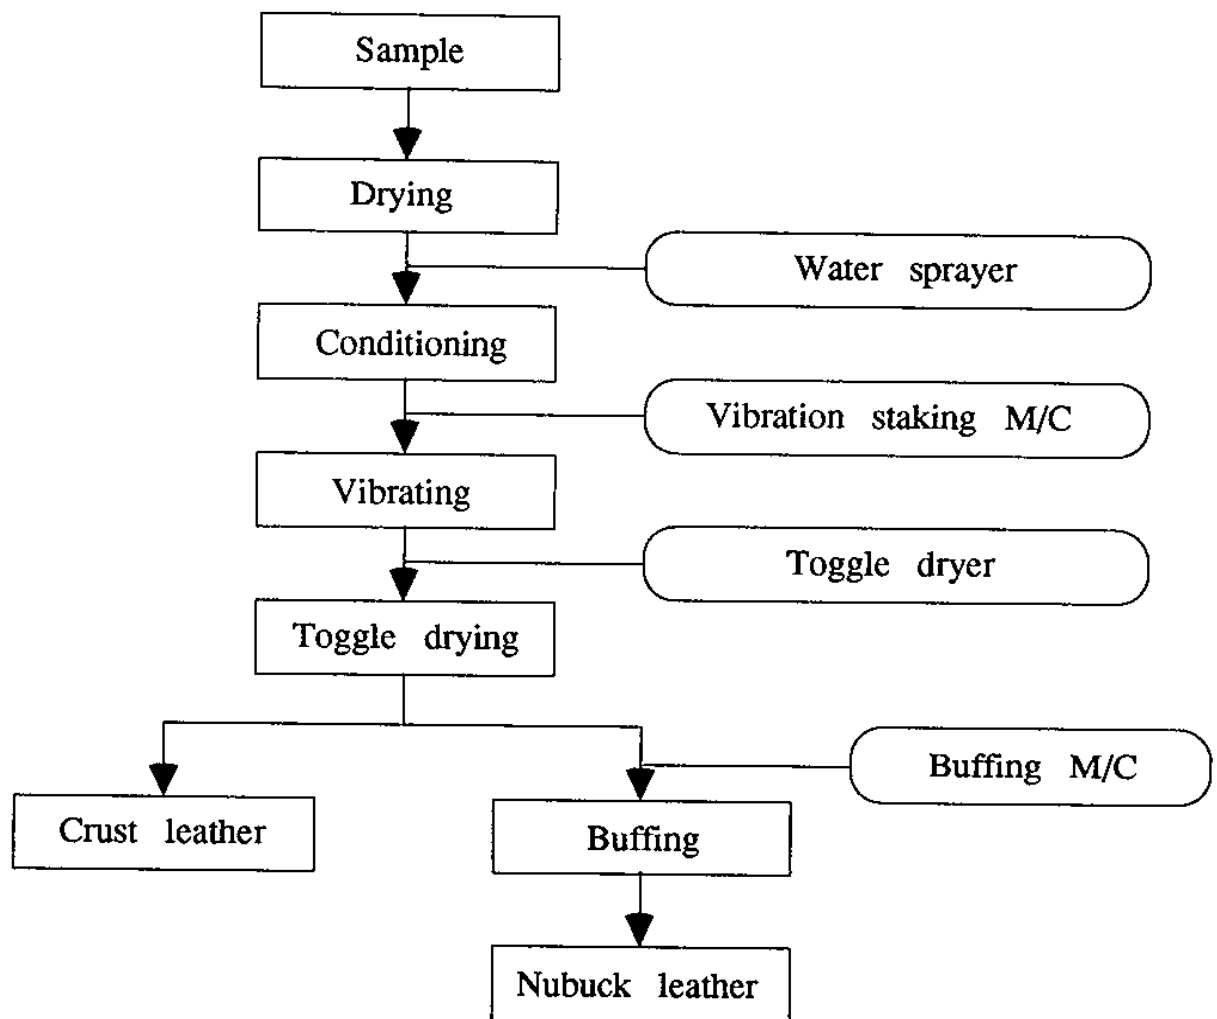 Sample
Drying
Water sprayer
Conditioning
Vibration staking M/C
Vibrating
Toggle dryer
Toggle drying
Buffing M/C
Crust leather
Buffing
Nubuck leather